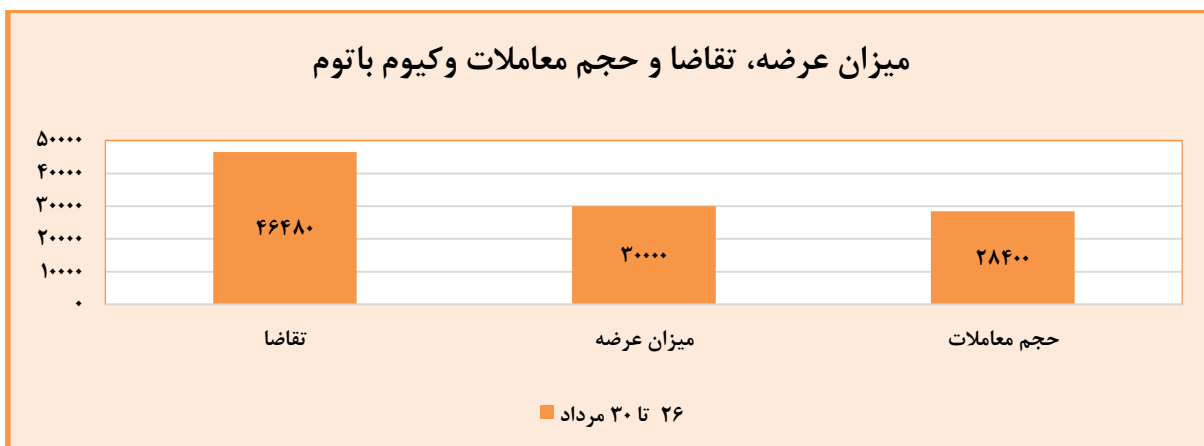 میزان عرضه، تقاضا و حجم معاملات وکیوم باتوم
۵۰۰۰۰
۴۰۰۰۰
۳۰۰۰۰
۲۰۰۰۰
۱۰۰۰۰
۰
۴۶۴۸۰
۳۰۰۰۰
۲۸۴۰۰
تقاضا
میزان عرضه
حجم معاملات
۲۶ تا ۳۰ مرداد